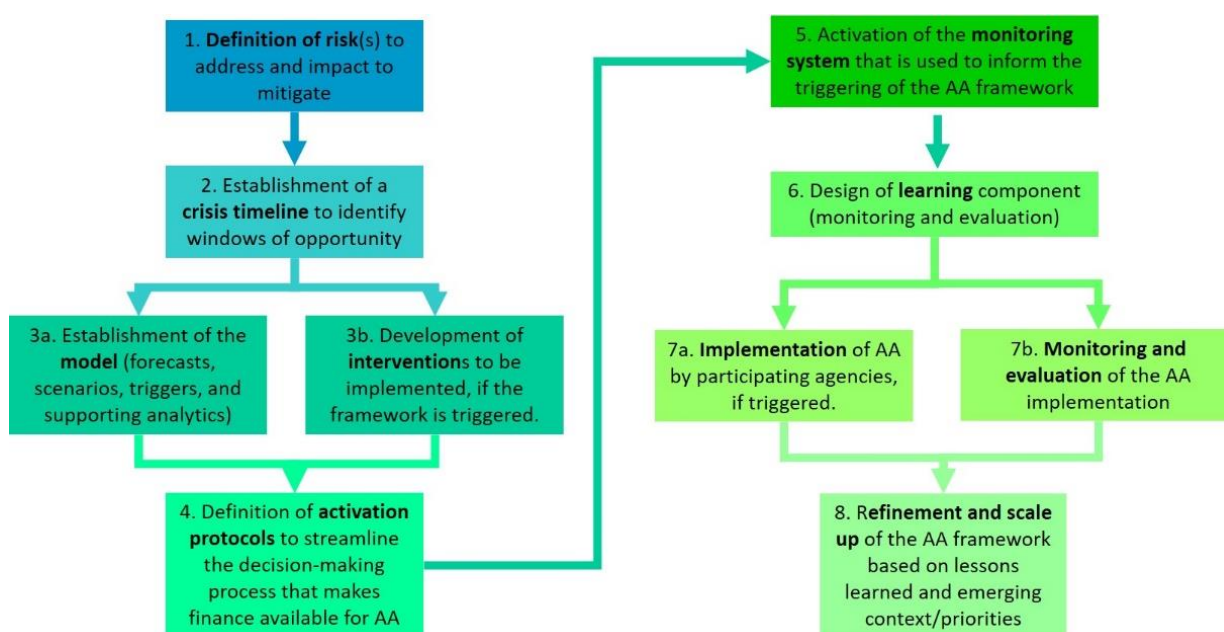 1. Definition of risk(s) to
address and impact to
mitigate
2. Establishment of a
crisis timeline to identify
windows of opportunity
3a. Establishment of the
model (forecasts,
scenarios, triggers, and
supporting analytics)
3b. Development of
interventions to be
implemented, if the
framework is triggered.
4. Definition of activation
protocols to streamline
the decision-making
process that makes
finance available for AA
5. Activation of the monitoring
system that is used to inform the
triggering of the AA framework
6. Design of learning component
(monitoring and evaluation)
7a. Implementation of AA
by participating agencies,
if triggered.
7b. Monitoring and
evaluation of the AA
implementation
8. Refinement and scale
up of the AA framework
based on lessons
learned and emerging
context/priorities